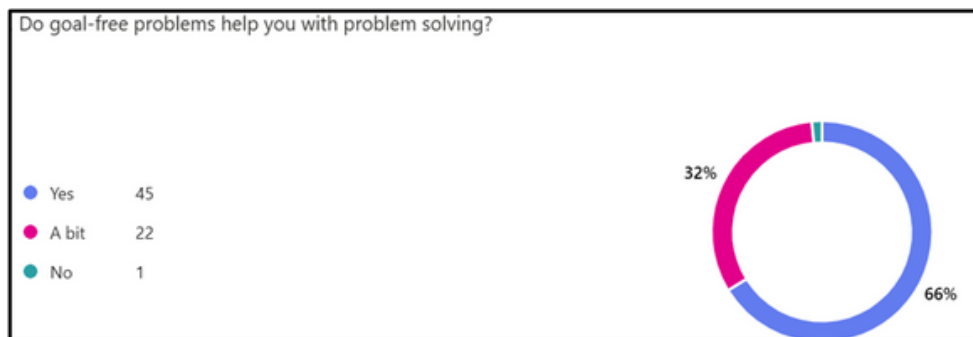 Do goal-free problems help you with problem solving?
Yes 45
A bit 22
No 1
32%
66%